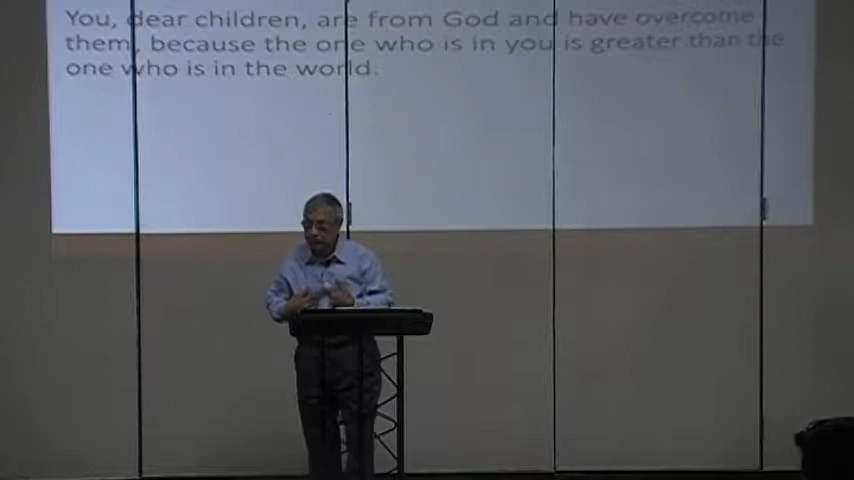 You, dear children, are from God and have overcome
them, because the one who is in you is greater than the
one who is in the world.